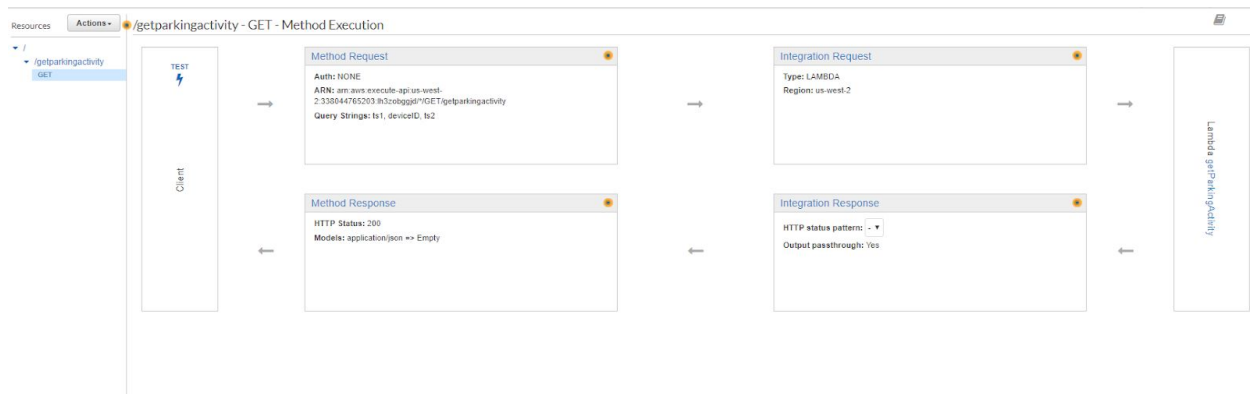 Resources
Actions
/getparkingactivity - GET - Method Execution
/
/getparkingactivity
GET
TEST
Client
Method Request
Auth: NONE
ARN: arn:aws:execute-api:us-west-
2:338044765203:lh3zobggjd/*/GET/getparkingactivity
Query Strings: ts1, deviceID, ts2
Integration Request
Type: LAMBDA
Region: us-west-2
Lambda getParkingActivity
Method Response
HTTP Status: 200
Models: application/json => Empty
Integration Response
HTTP status pattern: -
Output passthrough: Yes